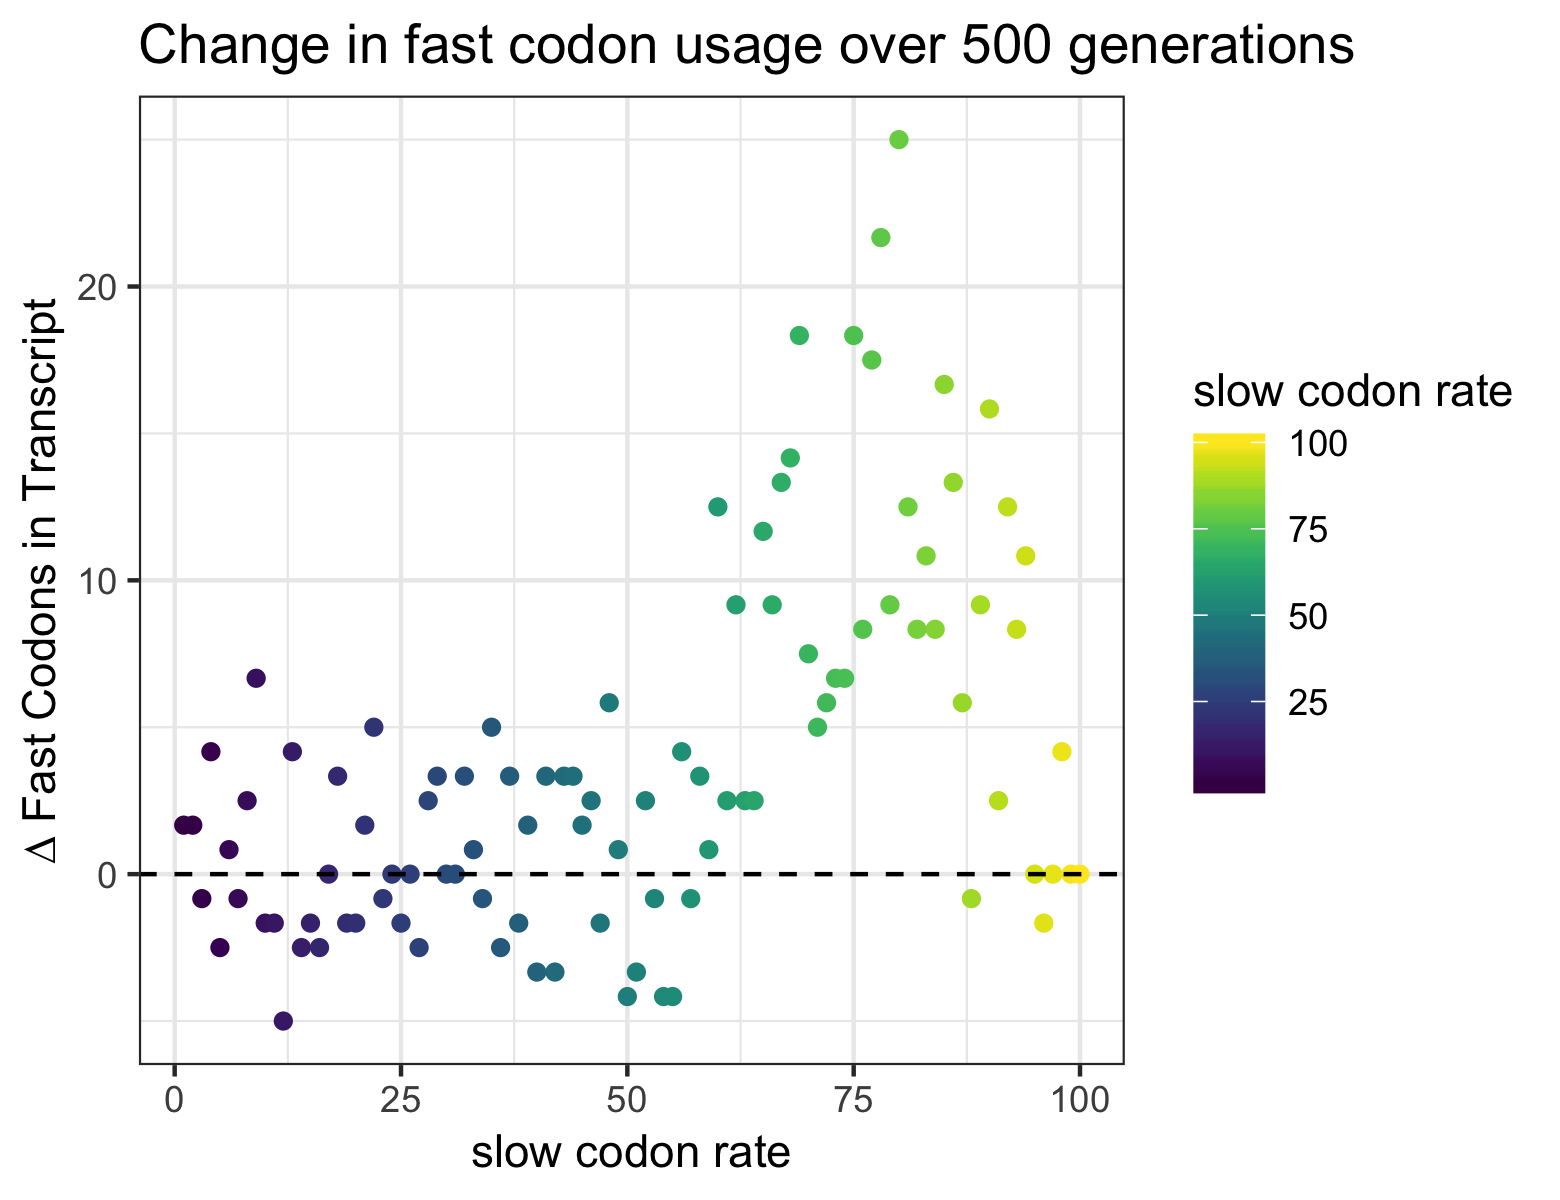 Change in fast codon usage over 500 generations
Δ Fast Codons in Transcript
20
10
0
0 25 50 75 100
slow codon rate
slow codon rate
100
75
50
25